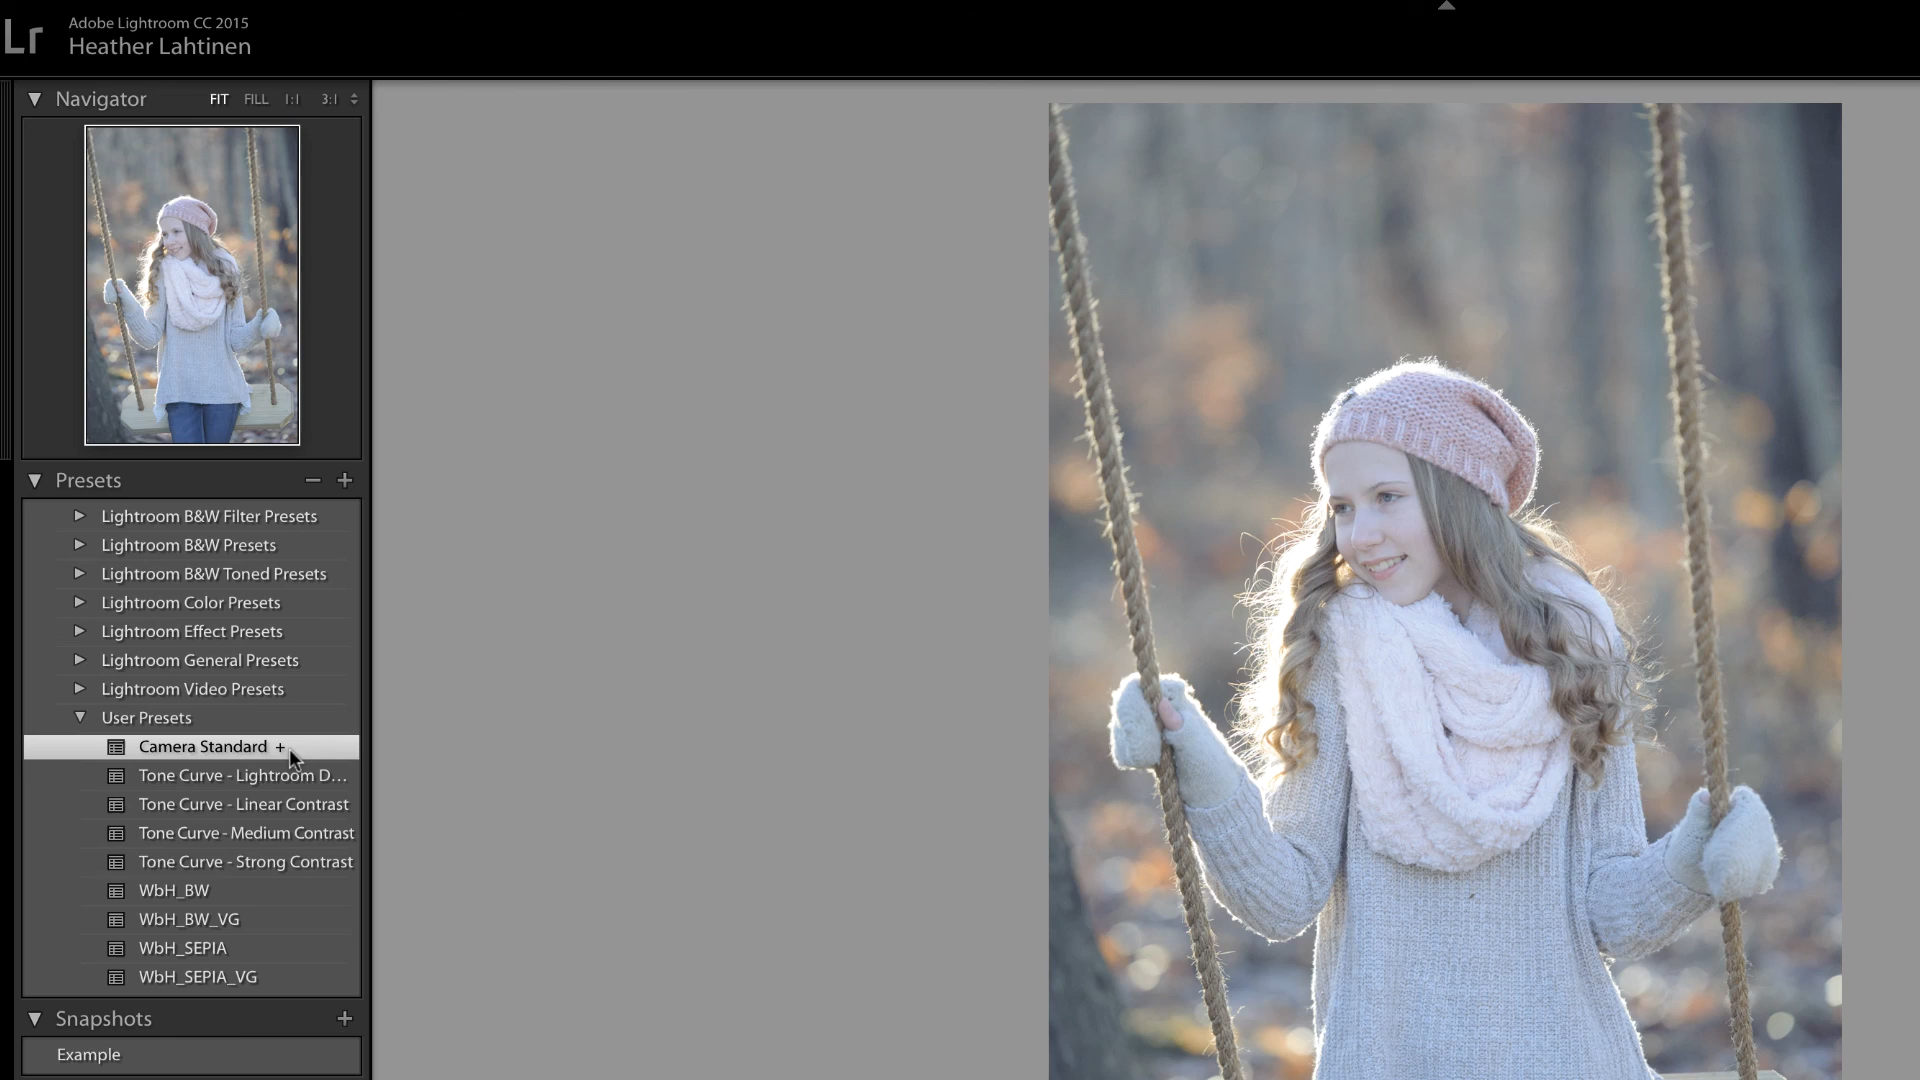 Lr
Adobe Lightroom CC 2015
Heather Lahtinen
Navigator FIT FILL 1:1 3:1
Presets − +
Lightroom B&W Filter Presets
Lightroom B&W Presets
Lightroom B&W Toned Presets
Lightroom Color Presets
Lightroom Effect Presets
Lightroom General Presets
Lightroom Video Presets
User Presets
Camera Standard +
Tone Curve - Lightroom D...
Tone Curve - Linear Contrast
Tone Curve - Medium Contrast
Tone Curve - Strong Contrast
WbH_BW
WbH_BW_VG
WbH_SEPIA
WbH_SEPIA_VG
Snapshots +
Example